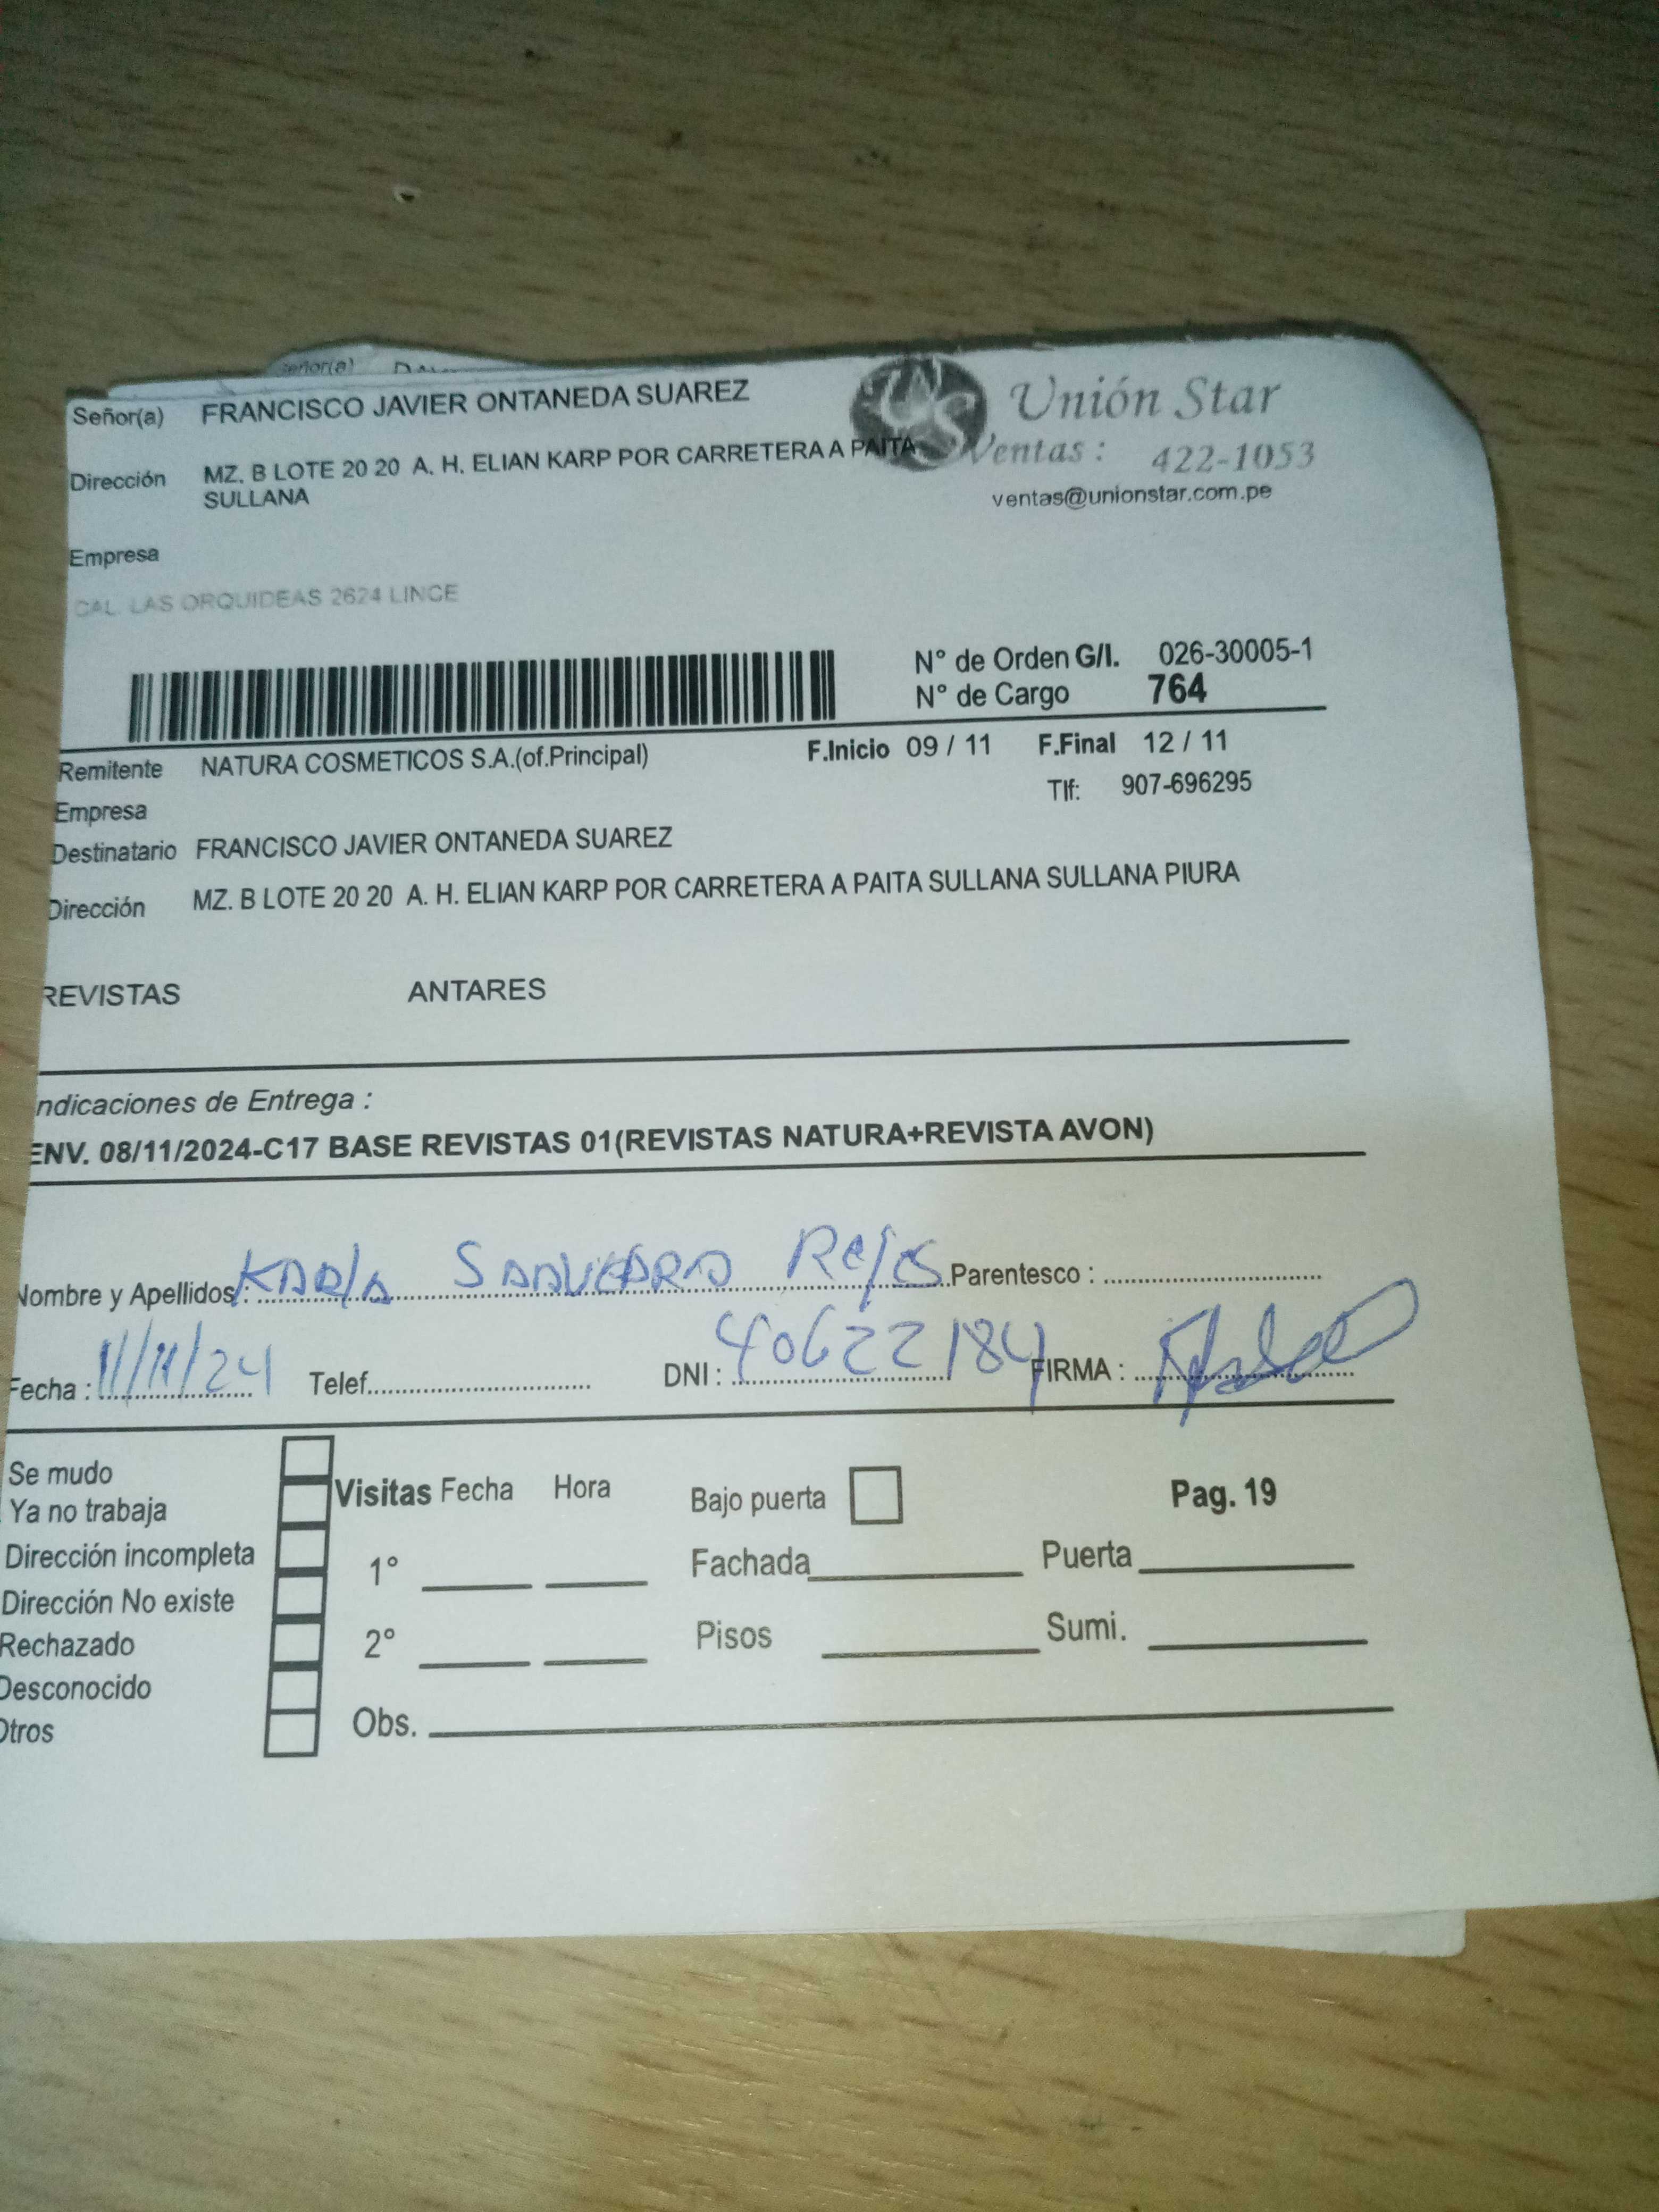 Señor(a) FRANCISCO JAVIER ONTANEDA SUAREZ
Unión Star
Dirección MZ. B LOTE 20 20 A. H. ELIAN KARP POR CARRETERA A PAITA
SULLANA
Ventas : 422-1053
ventas@unionstar.com.pe
Empresa
CAL. LAS ORQUIDEAS 2624 LINCE
N° de Orden G/I. 026-30005-1
N° de Cargo 764
Remitente NATURA COSMETICOS S.A.(of.Principal) F.Inicio 09 / 11 F.Final 12 / 11
Empresa Tlf: 907-696295
Destinatario FRANCISCO JAVIER ONTANEDA SUAREZ
Dirección MZ. B LOTE 20 20 A. H. ELIAN KARP POR CARRETERA A PAITA SULLANA SULLANA PIURA
REVISTAS ANTARES
ndicaciones de Entrega :
ENV. 08/11/2024-C17 BASE REVISTAS 01(REVISTAS NATURA+REVISTA AVON)
Nombre y Apellidos: Karla SAAVEDRA Reyes Parentesco :
Fecha : 11/11/24 Telef. DNI : 40622184 FIRMA :
Se mudo
Ya no trabaja
Dirección incompleta
Dirección No existe
Rechazado
Desconocido
Otros
Visitas Fecha Hora Bajo puerta Pag. 19
1° Fachada Puerta
2° Pisos Sumi.
Obs.